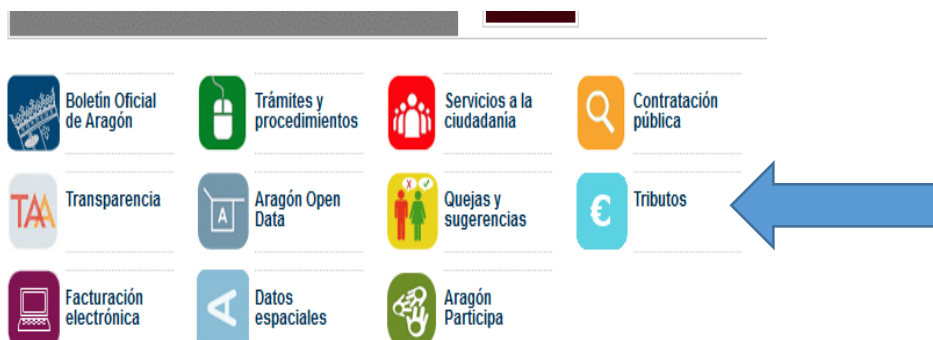 Boletín Oficial
de Aragón
Trámites y
procedimientos
Servicios a la
ciudadanía
Contratación
pública
TAA
Transparencia
A
Aragón Open
Data
Quejas y
sugerencias
€
Tributos
Facturación
electrónica
A
Datos
espaciales
Aragón
Participa